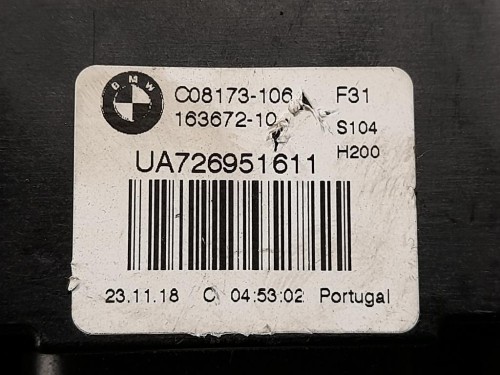 BMW
C08173-106 F31
163672-10 S104
H200
UA726951611
23.11.18 C 04:53:02 Portugal